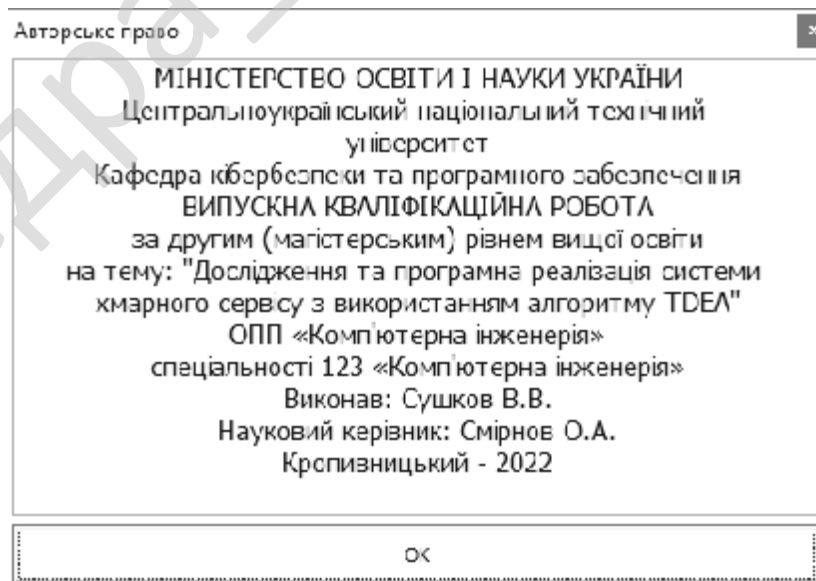 Авторське право
МІНІСТЕРСТВО ОСВІТИ І НАУКИ УКРАЇНИ
Центральноукраїнський національний технічний
університет
Кафедра кібербезпеки та програмного забезпечення
ВИПУСКНА КВАЛІФІКАЦІЙНА РОБОТА
за другим (магістерським) рівнем вищої освіти
на тему: "Дослідження та програмна реалізація системи
хмарного сервісу з використанням алгоритму TDEA"
ОПП «Комп'ютерна інженерія»
спеціальності 123 «Комп'ютерна інженерія»
Виконав: Сушков В.В.
Науковий керівник: Смірнов О.А.
Кропивницький - 2022
ОК